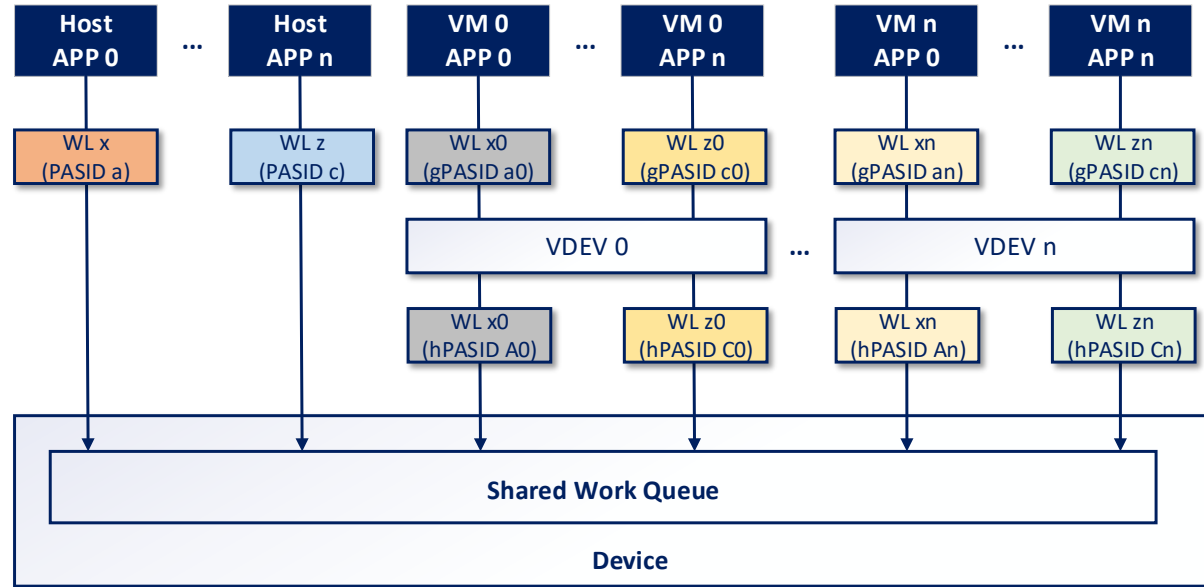 Host
APP 0
...
Host
APP n
VM 0
APP 0
...
VM 0
APP n
VM n
APP 0
...
VM n
APP n
WL x
(PASID a)
WL z
(PASID c)
WL x0
(gPASID a0)
WL z0
(gPASID c0)
WL xn
(gPASID an)
WL zn
(gPASID cn)
VDEV 0
...
VDEV n
WL x0
(hPASID A0)
WL z0
(hPASID C0)
WL xn
(hPASID An)
WL zn
(hPASID Cn)
Shared Work Queue
Device